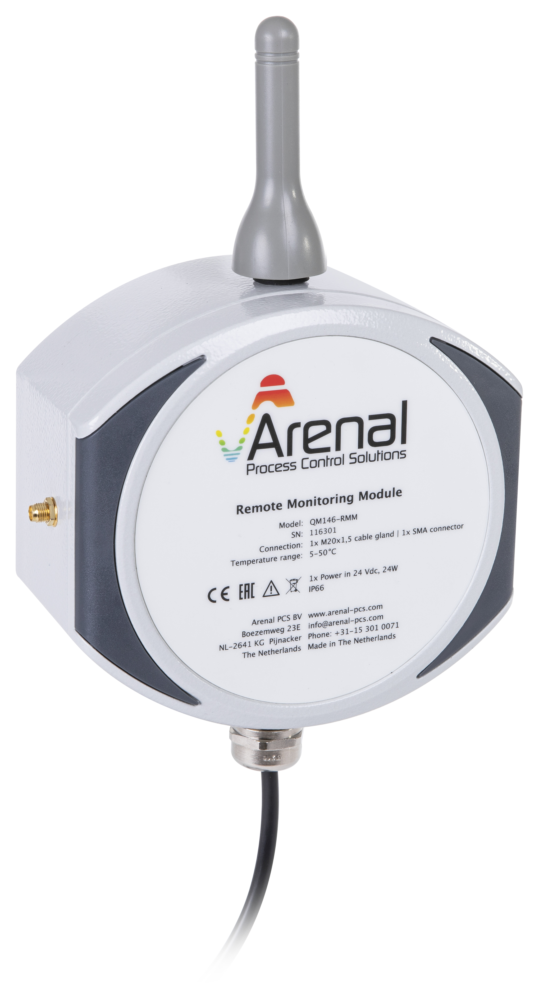 Arenal
Process Control Solutions
Remote Monitoring Module
Model: QM146-RMM
SN: 116301
Connection: 1x M20x1,5 cable gland | 1x SMA connector
Temperature range: 5-50°C
1x Power in 24 Vdc, 24W
CE EAC IP66
Arenal PCS BV www.arenal-pcs.com
Boezemweg 23E info@arenal-pcs.com
NL-2641 KG Pijnacker Phone: +31-15 301 0071
The Netherlands Made in The Netherlands